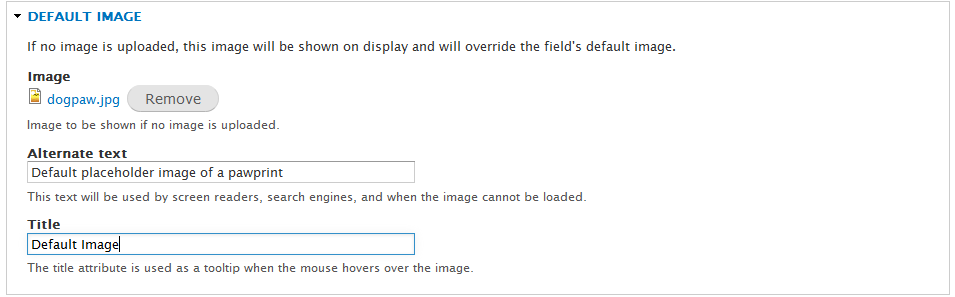 DEFAULT IMAGE
If no image is uploaded, this image will be shown on display and will override the field's default image.
Image
dogpaw.jpg Remove
Image to be shown if no image is uploaded.
Alternate text
Default placeholder image of a pawprint
This text will be used by screen readers, search engines, and when the image cannot be loaded.
Title
Default Image
The title attribute is used as a tooltip when the mouse hovers over the image.